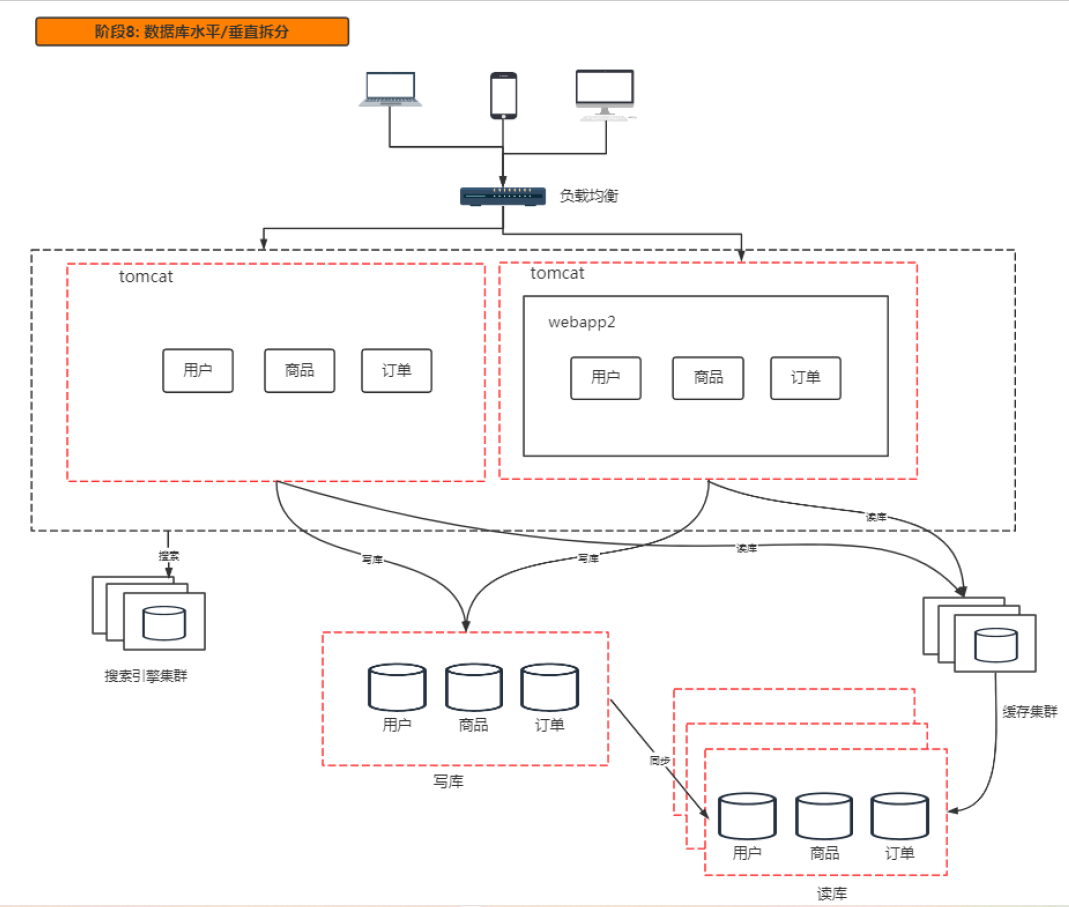 阶段8: 数据库水平/垂直拆分
负载均衡
tomcat
tomcat
webapp2
用户
商品
订单
用户
商品
订单
读库
搜索
写库
写库
读库
搜索引擎集群
用户
商品
订单
写库
缓存集群
同步
用户
商品
订单
读库